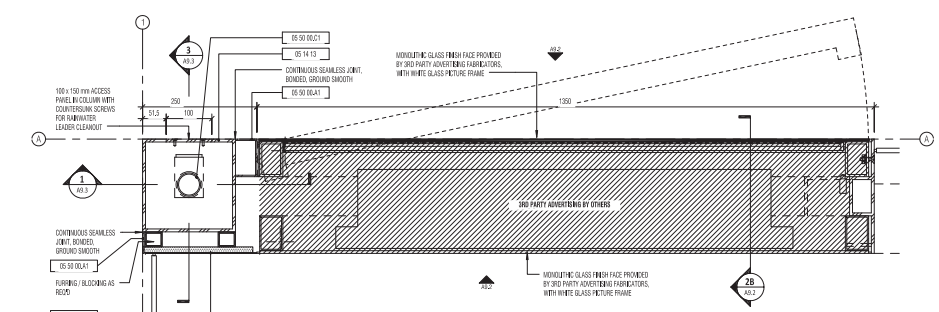 1
3
A9.3
05 50 00.C1
05 14 13
CONTINUOUS SEAMLESS JOINT,
BONDED, GROUND SMOOTH
05 50 00.A1
MONOLITHIC GLASS FINISH FACE PROVIDED
BY 3RD PARTY ADVERTISING FABRICATORS,
WITH WHITE GLASS PICTURE FRAME
A9.2
100 x 150 mm ACCESS
PANEL IN COLUMN WITH
COUNTERSUNK SCREWS
FOR RAINWATER
LEADER CLEANOUT
250
51,5
100
1350
A
A
1
A9.3
3RD PARTY ADVERTISING BY OTHERS
CONTINUOUS SEAMLESS
JOINT, BONDED,
GROUND SMOOTH
05 50 00.A1
FURRING / BLOCKING AS
REQ'D
A9.2
MONOLITHIC GLASS FINISH FACE PROVIDED
BY 3RD PARTY ADVERTISING FABRICATORS,
WITH WHITE GLASS PICTURE FRAME
2B
A9.2